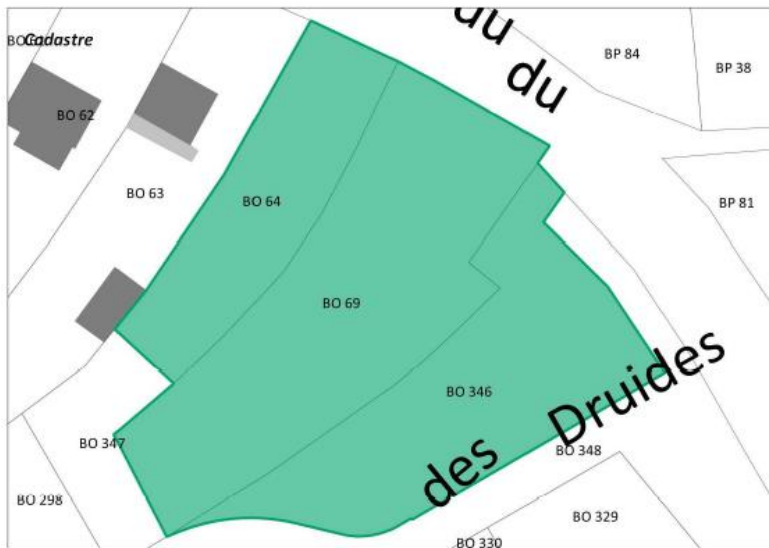 du
du
BP 84
BP 38
Cadastre
BO 62
BO 63
BO 64
BP 81
BO 69
BO 346
des Druides
BO 347
BO 348
BO 298
BO 329
BO 330